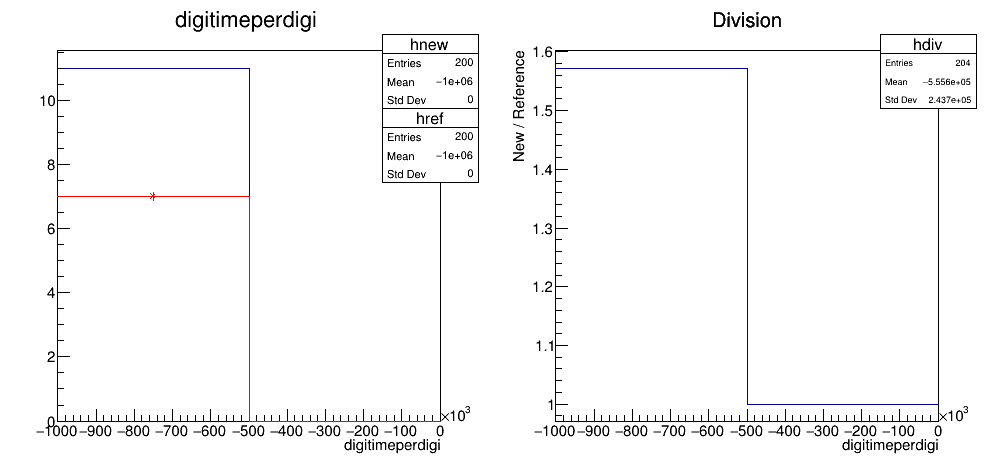 digitimeperdigi
hnew
Entries 200
Mean −1e+06
Std Dev 0
href
Entries 200
Mean −1e+06
Std Dev 0
10
8
6
4
2
0
−1000 −900 −800 −700 −600 −500 −400 −300 −200 −100 0
×10³
digitimeperdigi
Division
hdiv
Entries 204
Mean −5.556e+05
Std Dev 2.437e+05
New / Reference
1.6
1.5
1.4
1.3
1.2
1.1
1
−1000 −900 −800 −700 −600 −500 −400 −300 −200 −100 0
×10³
digitimeperdigi